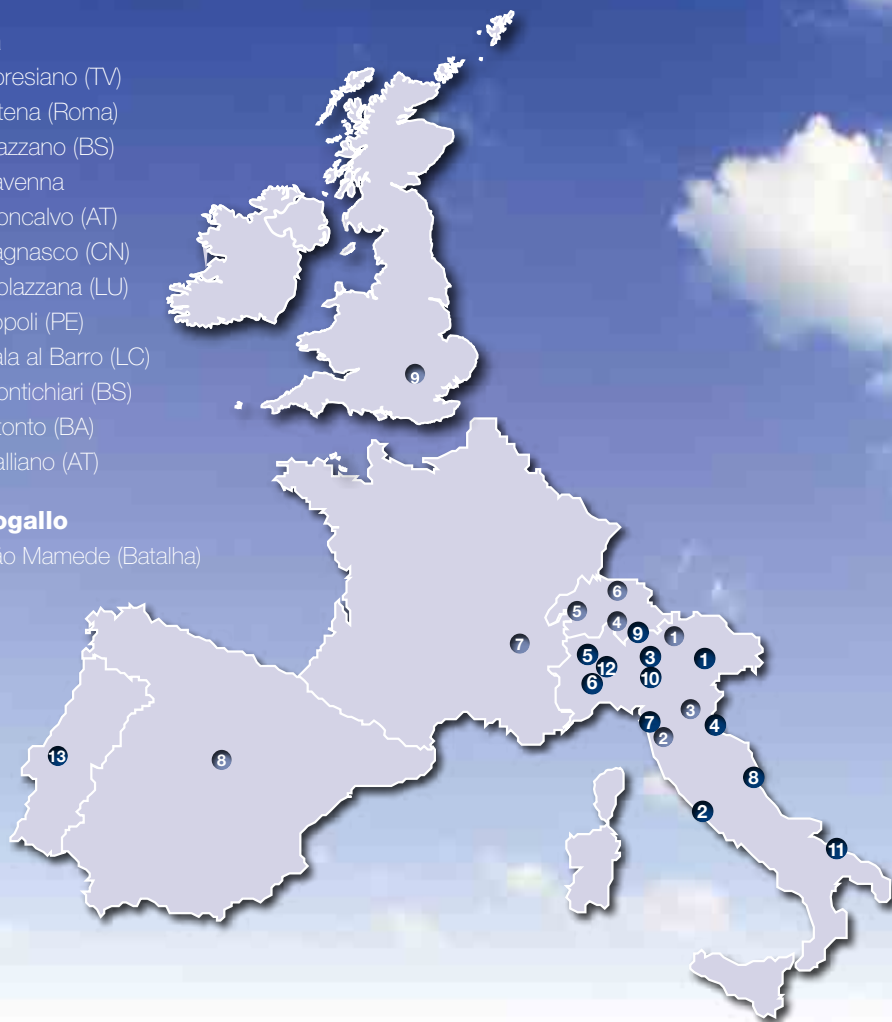 a
presiano (TV)
tena (Roma)
azzano (BS)
avenna
oncalvo (AT)
agnasco (CN)
olazzana (LU)
opoli (PE)
ala al Barro (LC)
ontichiari (BS)
tonto (BA)
alliano (AT)
ogallo
ão Mamede (Batalha)
9
6
5
4
9
1
7
5
3
1
12
10
6
3
7
4
2
13
8
8
2
11